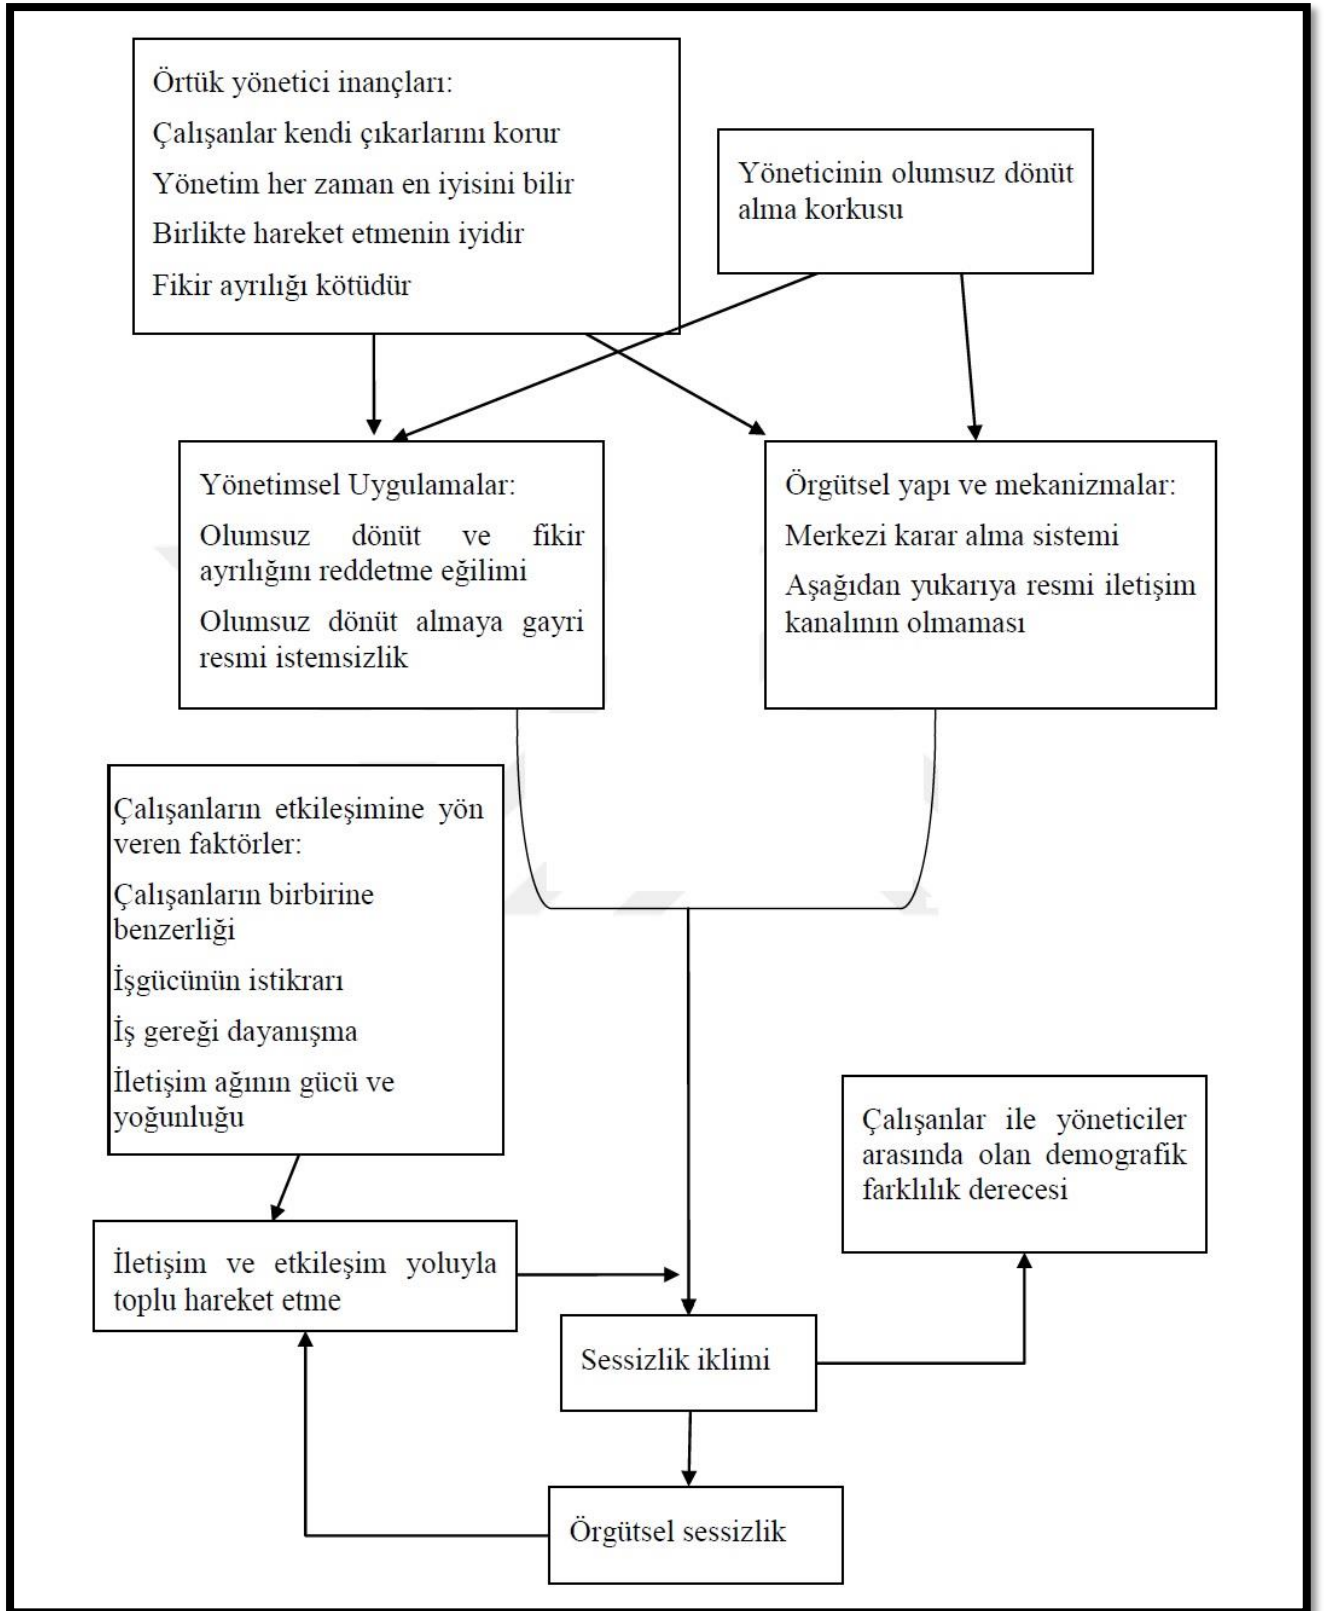 Örtük yönetici inançları:
Çalışanlar kendi çıkarlarını korur
Yönetim her zaman en iyisini bilir
Birlikte hareket etmenin iyidir
Fikir ayrılığı kötüdür
Yöneticinin olumsuz dönüt
alma korkusu
Yönetimsel Uygulamalar:
Olumsuz dönüt ve fikir
ayrılığını reddetme eğilimi
Olumsuz dönüt almaya gayri
resmi istemsizlik
Örgütsel yapı ve mekanizmalar:
Merkezi karar alma sistemi
Aşağıdan yukarıya resmi iletişim
kanalının olmaması
Çalışanların etkileşimine yön
veren faktörler:
Çalışanların birbirine
benzerliği
İşgücünün istikrarı
İş gereği dayanışma
İletişim ağının gücü ve
yoğunluğu
Çalışanlar ile yöneticiler
arasında olan demografik
farklılık derecesi
İletişim ve etkileşim yoluyla
toplu hareket etme
Sessizlik iklimi
Örgütsel sessizlik